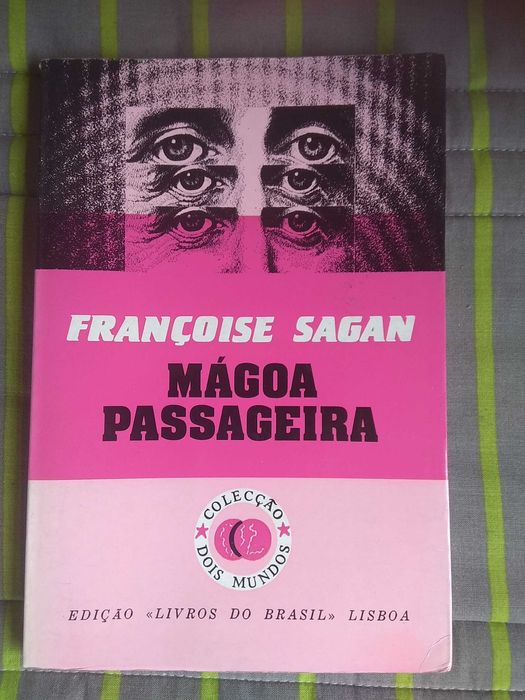 FRANÇOISE SAGAN
MÁGOA
PASSAGEIRA
COLECÇÃO
DOIS MUNDOS
EDIÇÃO «LIVROS DO BRASIL» LISBOA